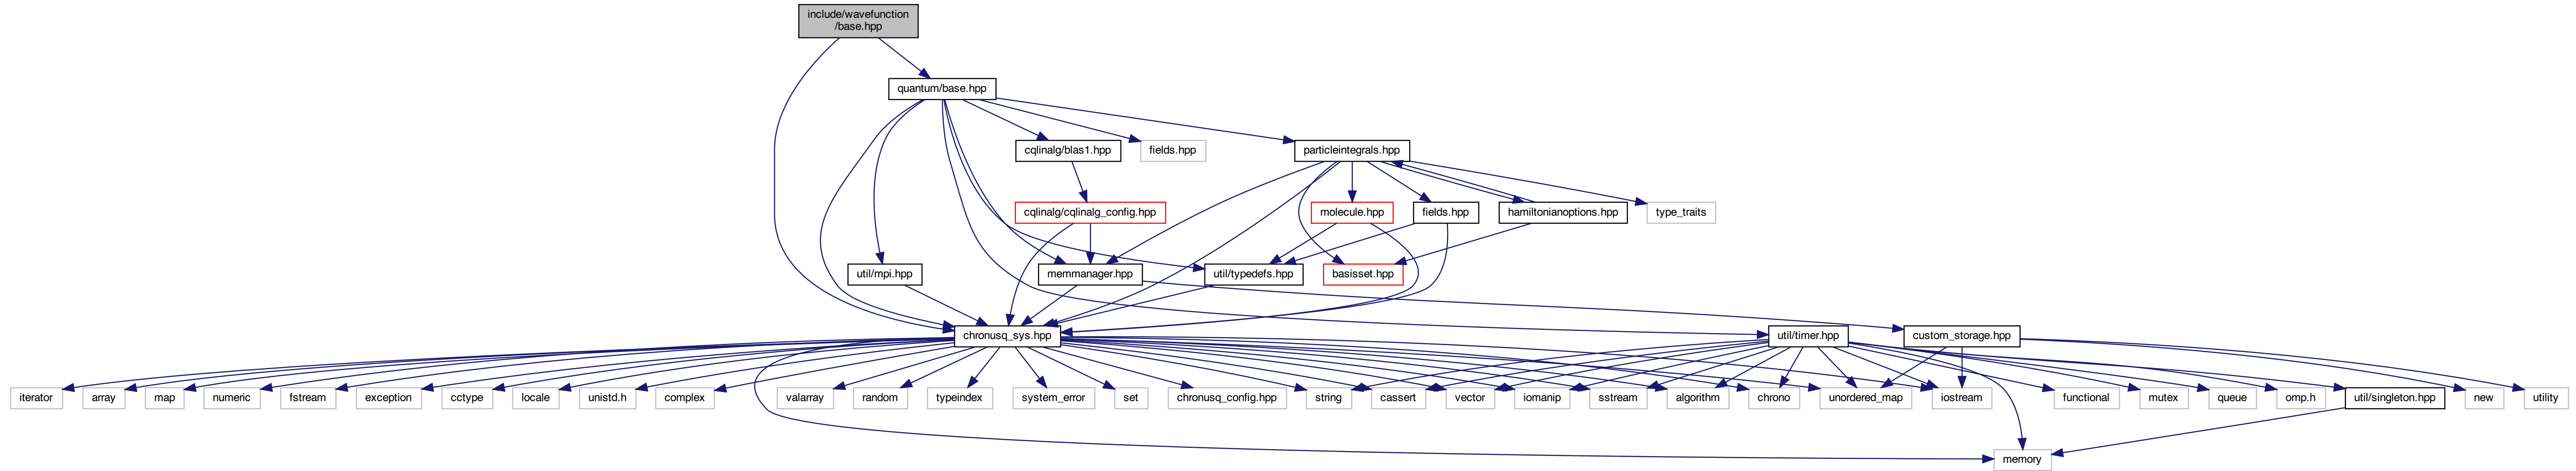 include/wavefunction
/base.hpp
quantum/base.hpp
cqlinalg/blas1.hpp
fields.hpp
particleintegrals.hpp
cqlinalg/cqlinalg_config.hpp
molecule.hpp
fields.hpp
hamiltonianoptions.hpp
type_traits
util/mpi.hpp
memmanager.hpp
util/typedefs.hpp
basisset.hpp
chronusq_sys.hpp
util/timer.hpp
custom_storage.hpp
iterator
array
map
numeric
fstream
exception
cctype
locale
unistd.h
complex
valarray
random
typeindex
system_error
set
chronusq_config.hpp
string
cassert
vector
iomanip
sstream
algorithm
chrono
unordered_map
iostream
functional
mutex
queue
omp.h
util/singleton.hpp
new
utility
memory